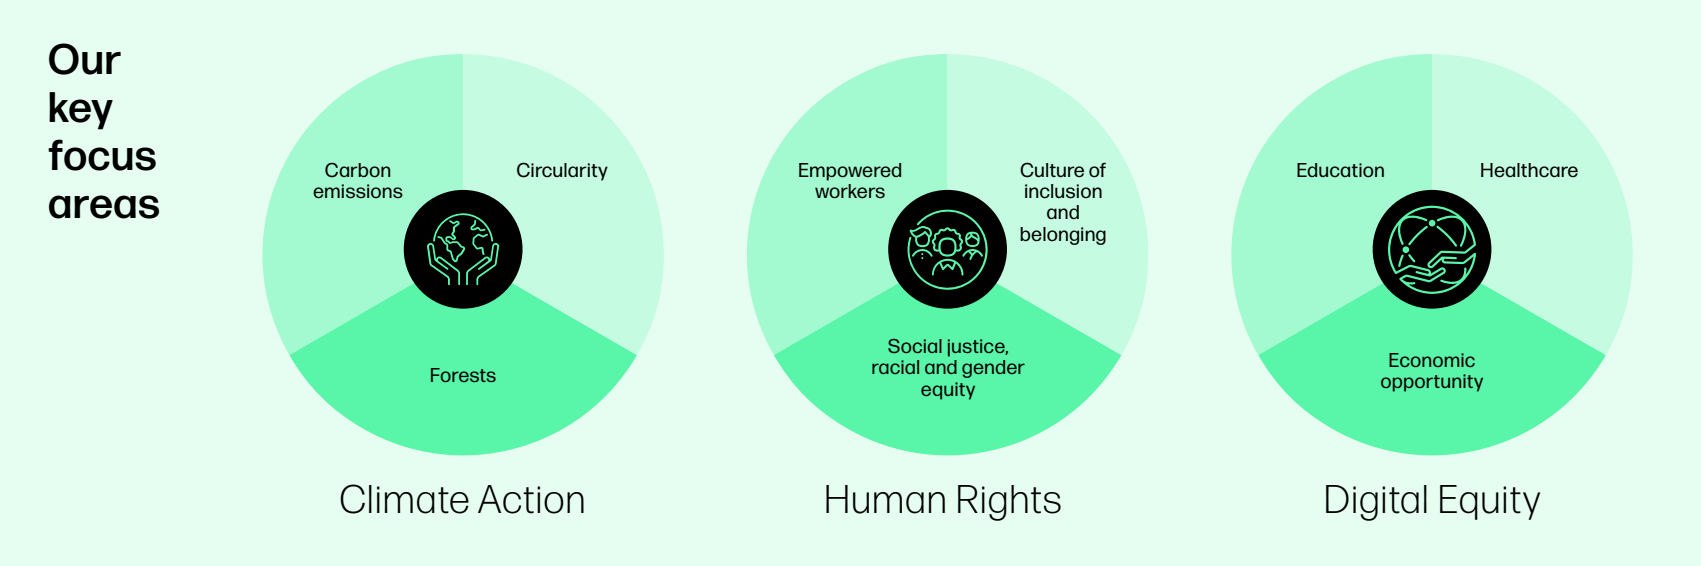 Our
key
focus
areas
Carbon
emissions
Circularity
Forests
Climate Action
Empowered
workers
Culture of
inclusion
and
belonging
Social justice,
racial and gender
equity
Human Rights
Education
Healthcare
Economic
opportunity
Digital Equity